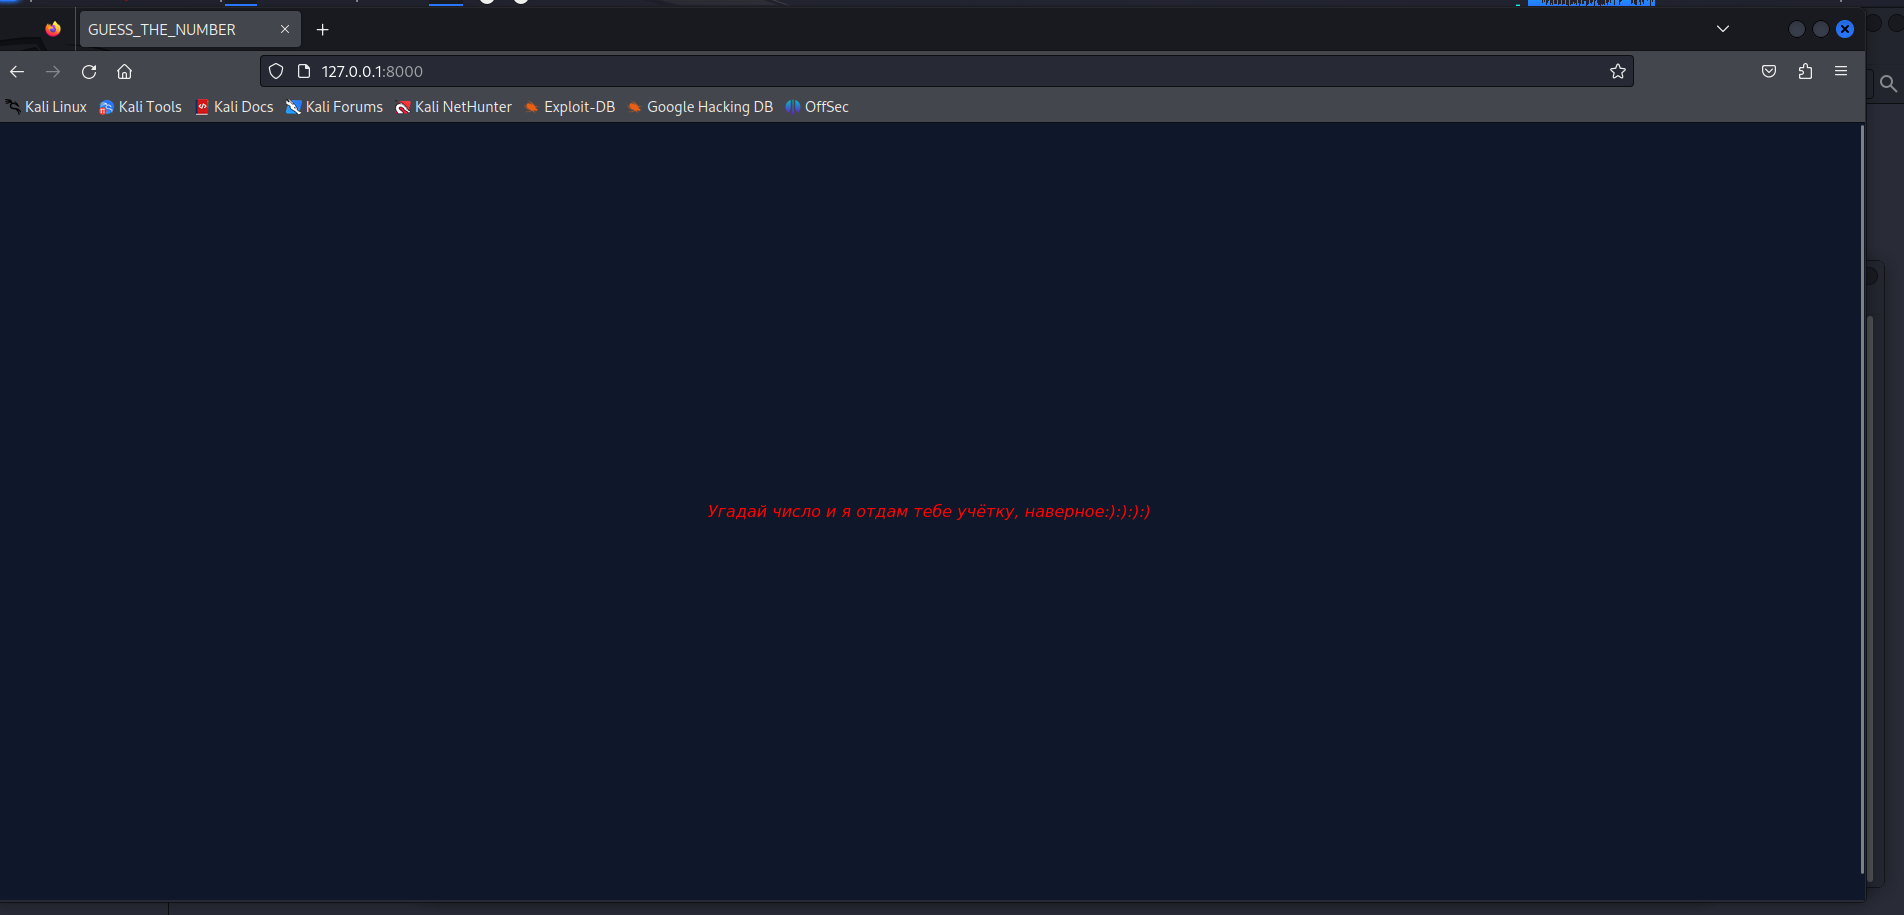 GUESS_THE_NUMBER
127.0.0.1:8000
Kali Linux Kali Tools Kali Docs Kali Forums Kali NetHunter Exploit-DB Google Hacking DB OffSec
Угадай число и я отдам тебе учётку, наверное:):):):)